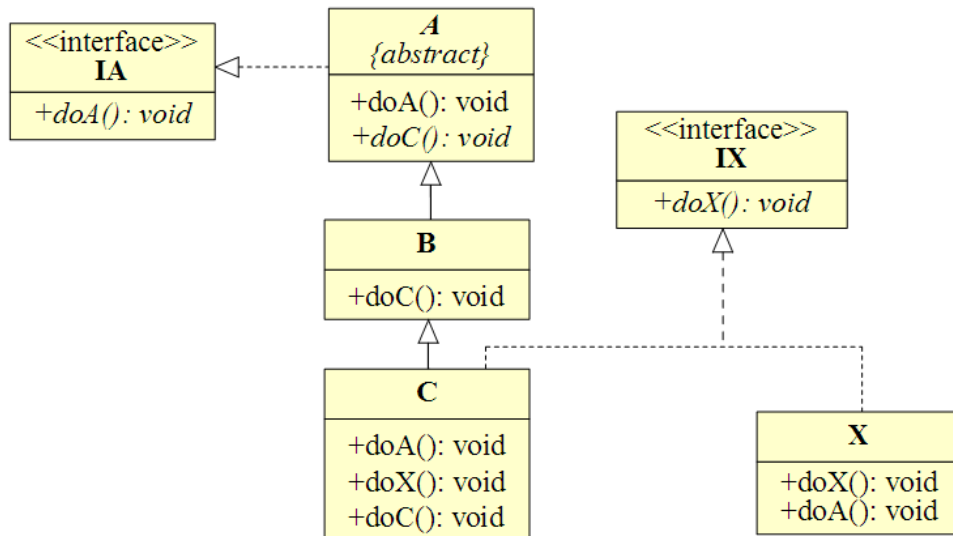 <<interface>>
IA
+doA(): void
A
{abstract}
+doA(): void
+doC(): void
<<interface>>
IX
+doX(): void
B
+doC(): void
C
+doA(): void
+doX(): void
+doC(): void
X
+doX(): void
+doA(): void